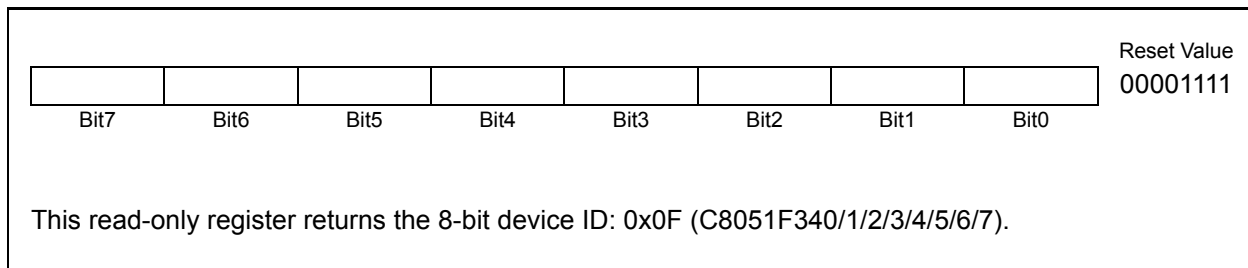 Reset Value
00001111
Bit7 Bit6 Bit5 Bit4 Bit3 Bit2 Bit1 Bit0
This read-only register returns the 8-bit device ID: 0x0F (C8051F340/1/2/3/4/5/6/7).